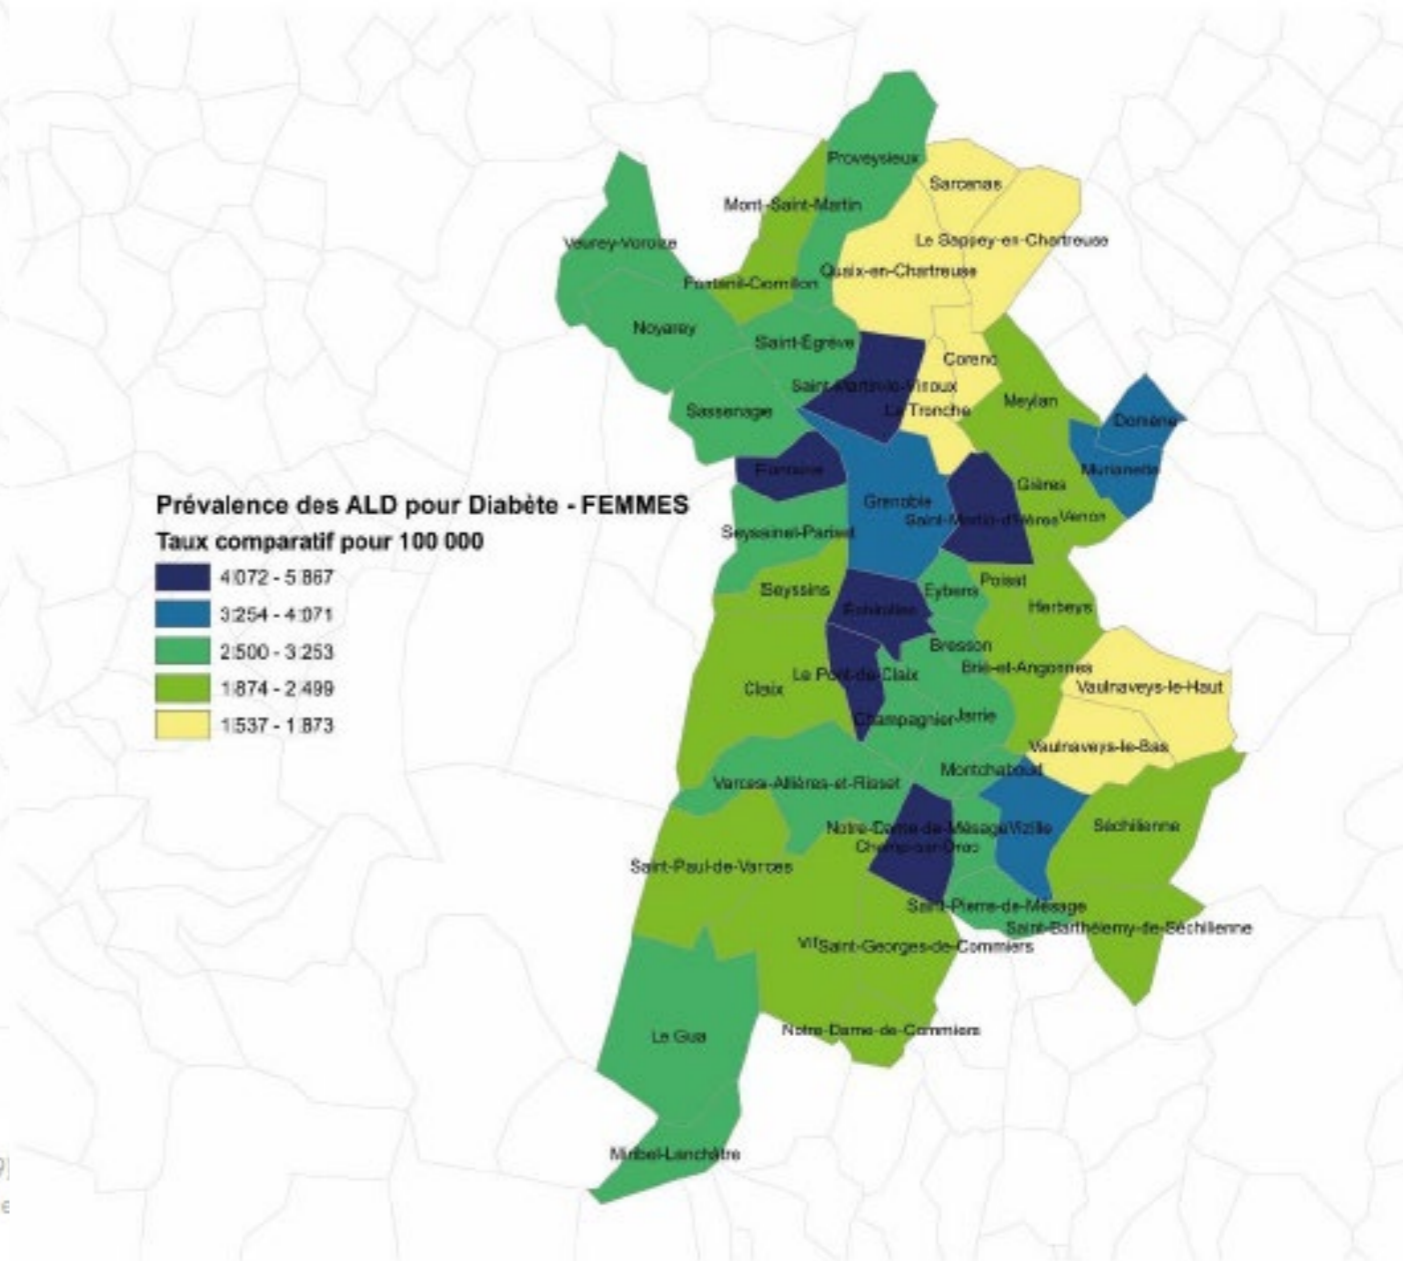 Proveysieux
Sarcenas
Mont-Saint-Martin
Le Sappey-en-Chartreuse
Veurey-Voroize
Quaix-en-Chartreuse
Fontanil-Cornillon
Noyarey
Saint-Egrève
Corenc
Saint-Martin-le-Vinoux
Meylan
Sassenage
La Tronche
Domène
Fontaine
Murianette
Gières
Grenoble
Prévalence des ALD pour Diabète - FEMMES
Saint-Martin-d'Hères
Venon
Seyssinet-Pariset
Taux comparatif pour 100 000
4 072 - 5 867
Poisat
Seyssins
Eybens
Echirolles
Herbeys
3 254 - 4 071
Bresson
2 500 - 3 253
Brié-et-Angonnes
Le Pont-de-Claix
Claix
Vaulnaveys-le-Haut
1 874 - 2 499
Champagnier
Jarrie
1 537 - 1 873
Vaulnaveys-le-Bas
Montchaboud
Varces-Allières-et-Risset
Notre-Dame-de-Mésage
Vizille
Séchilienne
Champ-sur-Drac
Saint-Paul-de-Varces
Saint-Pierre-de-Mésage
Saint-Barthélemy-de-Séchilienne
Vif
Saint-Georges-de-Commiers
Notre-Dame-de-Commiers
Le Gua
Miribel-Lanchâtre